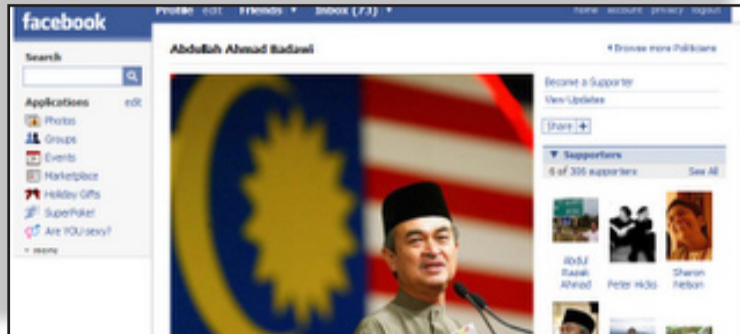 Profile edit Friends ▾ Inbox (73) ▾ home account privacy logout
facebook
Search
Applications edit
Photos
Groups
Events
Marketplace
Holiday Gifts
SuperPoke!
Are YOU sexy?
more
Abdullah Ahmad Badawi
Browse more Politicians
Become a Supporter
View Updates
Share +
▼ Supporters
6 of 306 supporters See All
Abdul
Razak
Ahmad
Peter Hicks
Sharon
Nelson